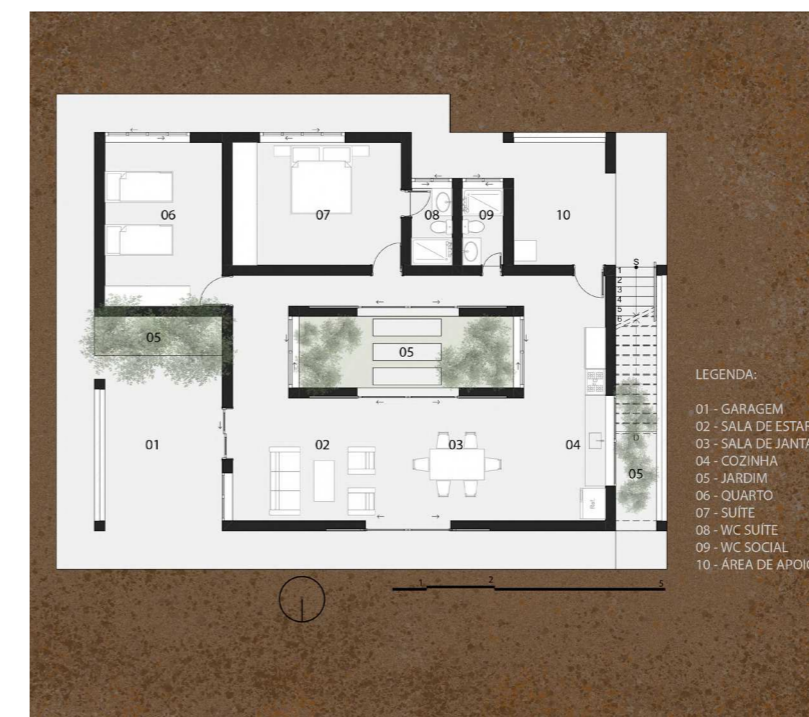 06
07
08
09
10
S
1
2
3
4
5
6
05
05
01
02
03
04
05
LEGENDA:
01 - GARAGEM
02 - SALA DE ESTAR
03 - SALA DE JANTA
04 - COZINHA
05 - JARDIM
06 - QUARTO
07 - SUÍTE
08 - WC SUÍTE
09 - WC SOCIAL
10 - ÁREA DE APOIO
1 2 5